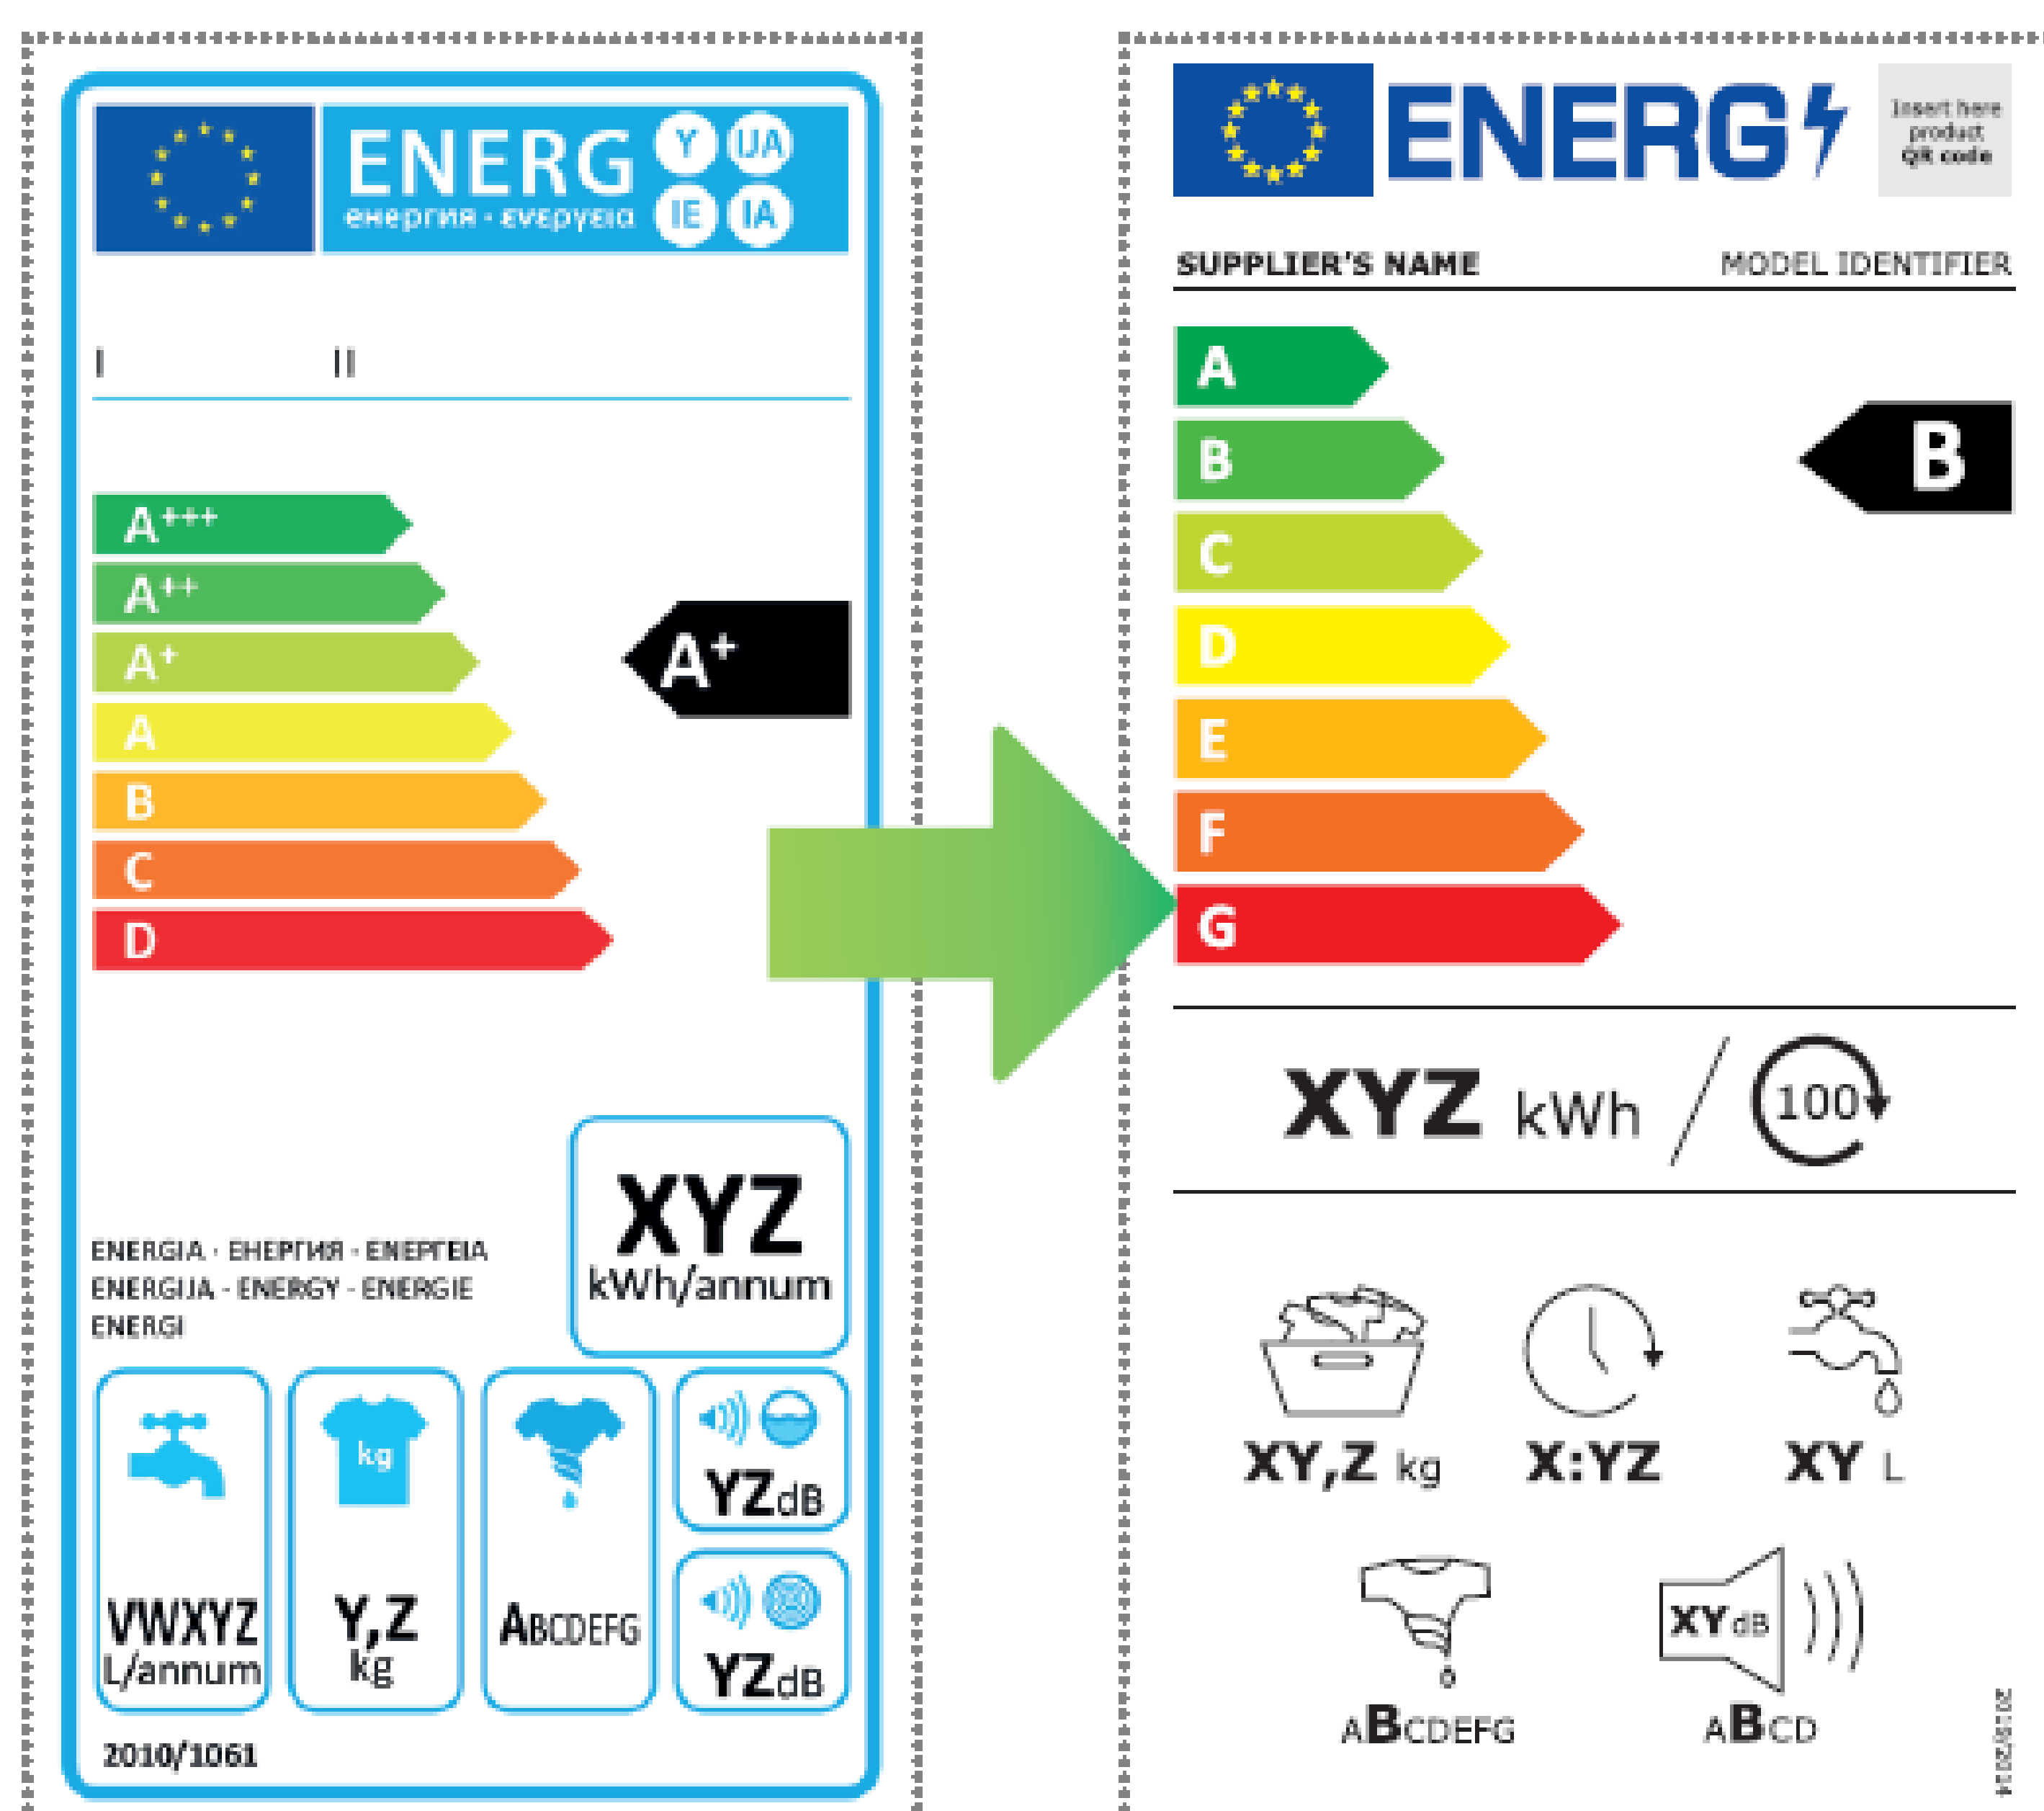 ENERG Y UA
енергия · ενεργεια IE IA
I II
A+++
A++
A+
A+
A
B
C
D
XYZ
kWh/annum
ENERGIA · ЕНЕРГИЯ · ΕΝΕΡΓΕΙΑ
ENERGIJA · ENERGY · ENERGIE
ENERGI
kg
YZdB
VWXYZ
L/annum
Y,Z
kg
ABCDEFG
YZdB
2010/1061
ENERG
Insert here
product
QR code
SUPPLIER'S NAME MODEL IDENTIFIER
A
B
B
C
D
E
F
G
XYZ kWh / 100
XY,Z kg X:YZ XY L
XY dB
ABCDEFG ABCD
2019/2014